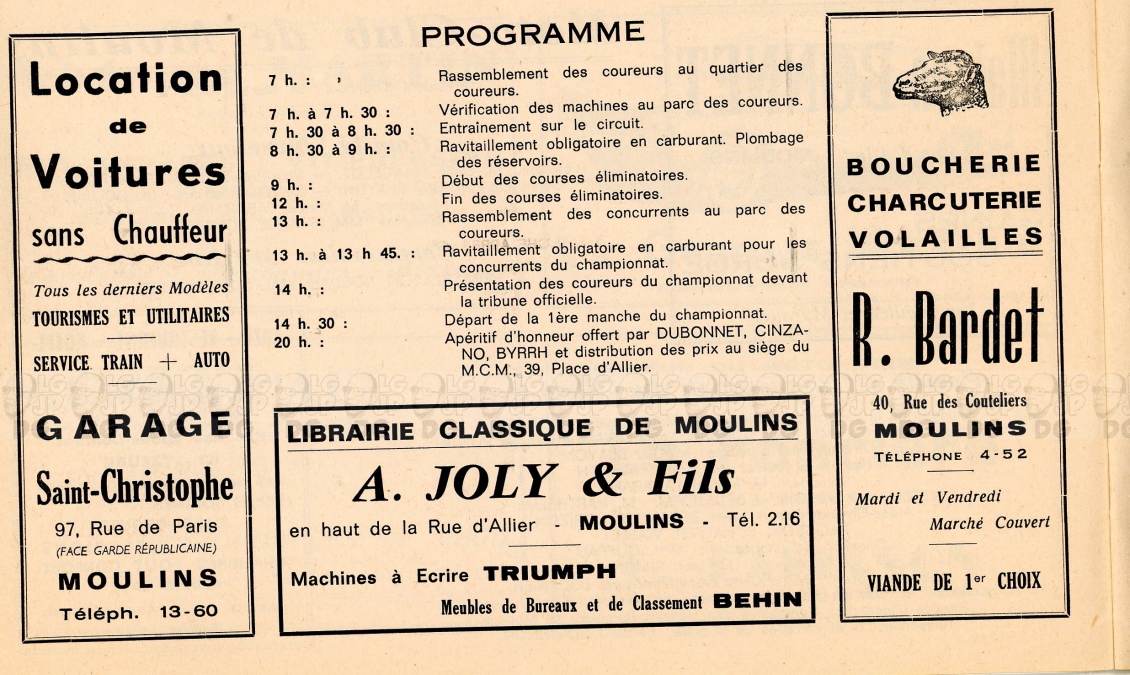 Location
de
Voitures
sans Chauffeur
Tous les derniers Modèles
TOURISMES ET UTILITAIRES
SERVICE TRAIN + AUTO
GARAGE
Saint-Christophe
97, Rue de Paris
(FACE GARDE RÉPUBLICAINE)
MOULINS
Téléph. 13-60
PROGRAMME
7 h. : Rassemblement des coureurs au quartier des
coureurs.
7 h. à 7 h. 30 : Vérification des machines au parc des coureurs.
7 h. 30 à 8 h. 30 : Entraînement sur le circuit.
8 h. 30 à 9 h. : Ravitaillement obligatoire en carburant. Plombage
des réservoirs.
9 h. : Début des courses éliminatoires.
12 h. : Fin des courses éliminatoires.
13 h. : Rassemblement des concurrents au parc des
coureurs.
13 h. à 13 h 45. : Ravitaillement obligatoire en carburant pour les
concurrents du championnat.
14 h. : Présentation des coureurs du championnat devant
la tribune officielle.
14 h. 30 : Départ de la 1ère manche du championnat.
20 h. : Apéritif d'honneur offert par DUBONNET, CINZA-
NO, BYRRH et distribution des prix au siège du
M.C.M., 39, Place d'Allier.
LIBRAIRIE CLASSIQUE DE MOULINS
A. JOLY & Fils
en haut de la Rue d'Allier - MOULINS - Tél. 2.16
Machines à Ecrire TRIUMPH
Meubles de Bureaux et de Classement BEHIN
BOUCHERIE
CHARCUTERIE
VOLAILLES
R. Bardet
40, Rue des Couteliers
MOULINS
TÉLÉPHONE 4-52
Mardi et Vendredi
Marché Couvert
VIANDE DE 1er CHOIX